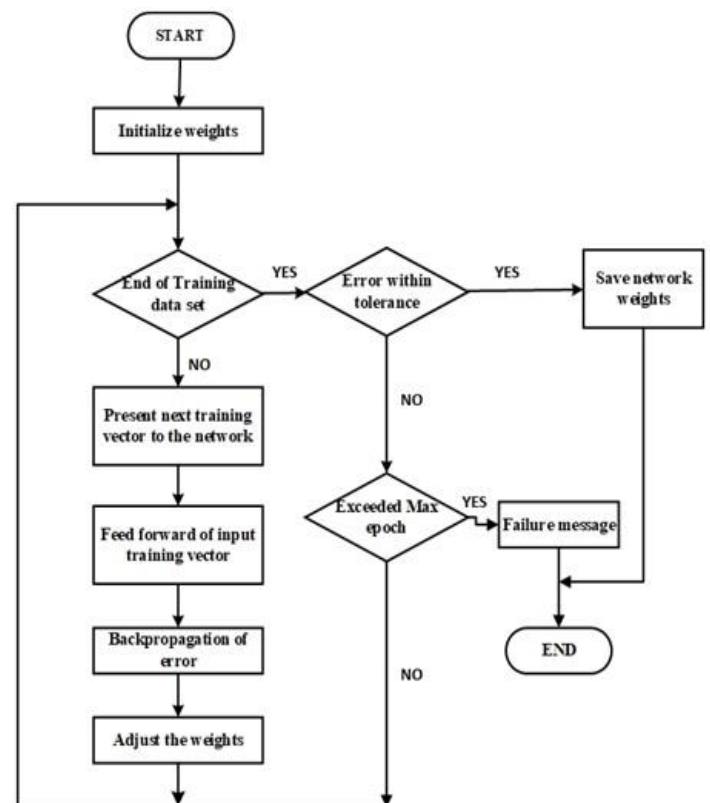 START
Initialize weights
End of Training
data set
YES
Error within
tolerance
YES
Save network
weights
NO
Present next training
vector to the network
NO
Feed forward of input
training vector
Exceeded Max
epoch
YES
Failure message
Backpropagation of
error
END
NO
Adjust the weights